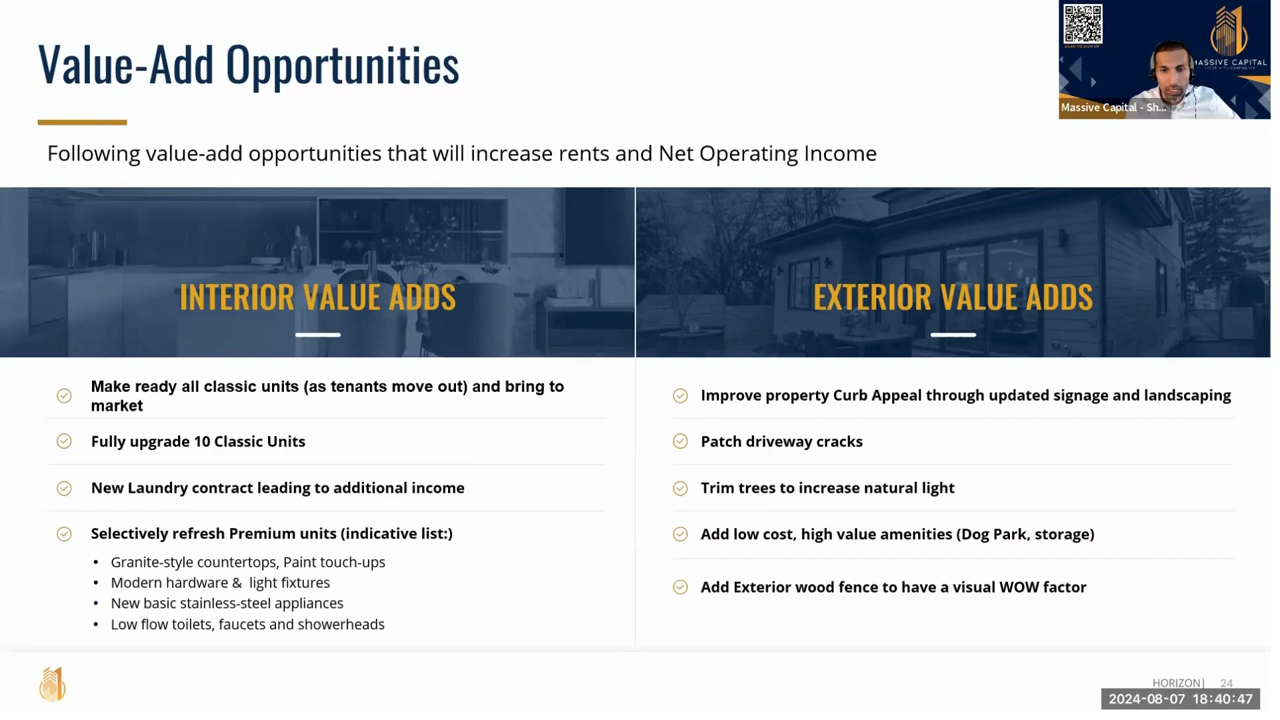 Value-Add Opportunities
MASSIVE CAPITAL
Massive Capital - Sh...
Following value-add opportunities that will increase rents and Net Operating Income
INTERIOR VALUE ADDS
Make ready all classic units (as tenants move out) and bring to
market
Fully upgrade 10 Classic Units
New Laundry contract leading to additional income
Selectively refresh Premium units (indicative list:)
• Granite-style countertops, Paint touch-ups
• Modern hardware & light fixtures
• New basic stainless-steel appliances
• Low flow toilets, faucets and showerheads
EXTERIOR VALUE ADDS
Improve property Curb Appeal through updated signage and landscaping
Patch driveway cracks
Trim trees to increase natural light
Add low cost, high value amenities (Dog Park, storage)
Add Exterior wood fence to have a visual WOW factor
HORIZON| 24
2024-08-07 18:40:47